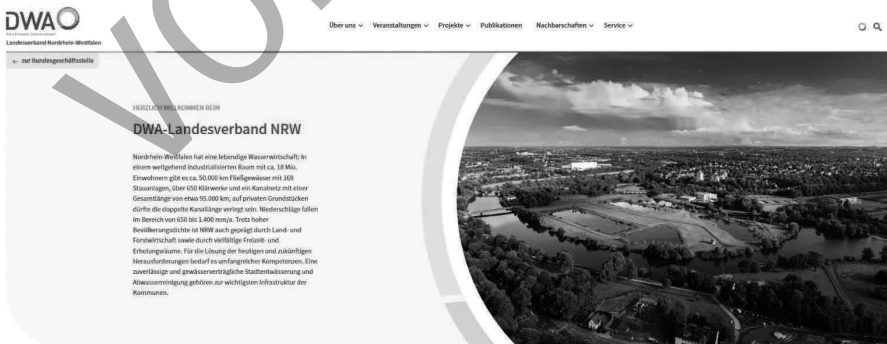 DWA
Landesverband Nordrhein-Westfalen
Über uns
Veranstaltungen
Projekte
Publikationen
Nachbarschaften
Service
← zur Bundesgeschäftsstelle
HERZLICH WILLKOMMEN BEIM
DWA-Landesverband NRW
Nordrhein-Westfalen hat eine lebendige Wasserwirtschaft: In
einem weitgehend industrialisierten Raum mit ca. 18 Mio.
Einwohnern gibt es ca. 50.000 km Fließgewässer mit 169
Stauanlagen, über 650 Klärwerke und ein Kanalnetz mit einer
Gesamtlänge von etwa 95.000 km; auf privaten Grundstücken
dürfte die doppelte Kanallänge verlegt sein. Niederschläge fallen
im Bereich von 650 bis 1.400 mm/a. Trotz hoher
Bevölkerungsdichte ist NRW auch geprägt durch Land- und
Forstwirtschaft sowie durch vielfältige Freizeit- und
Erholungsräume. Für die Lösung der heutigen und zukünftigen
Herausforderungen bedarf es umfangreicher Kompetenzen. Eine
zuverlässige und gewässerverträgliche Stadtentwässerung und
Abwasserreinigung gehören zur wichtigsten Infrastruktur der
Kommunen.